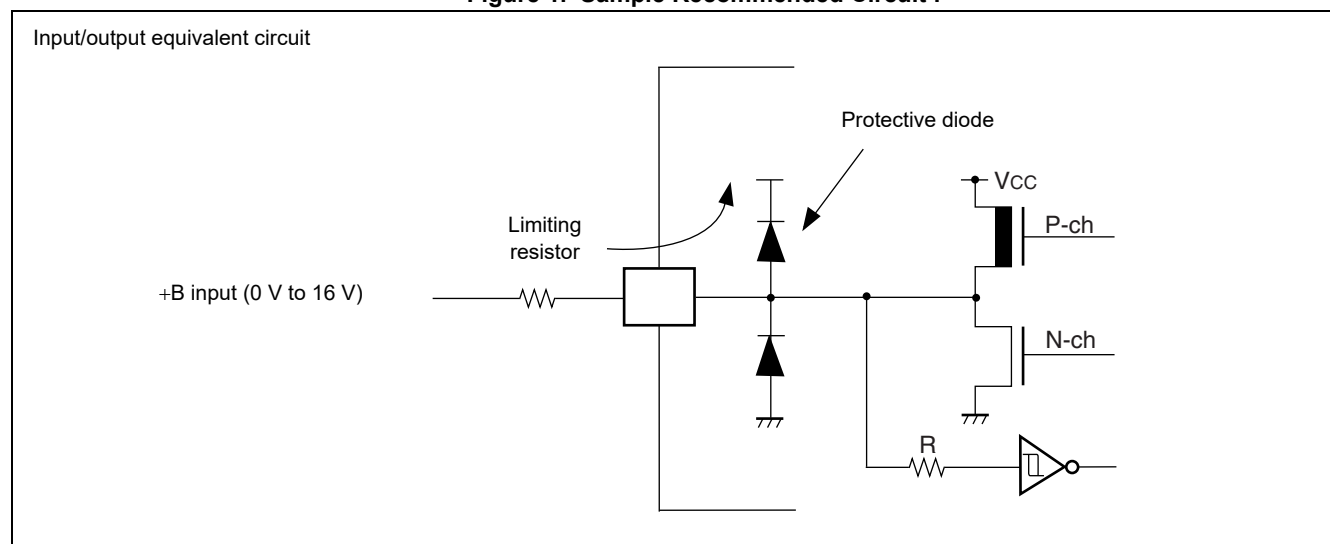 Figure 1. Sample Recommended Circuit :
Input/output equivalent circuit
Protective diode
VCC
Limiting
resistor
P-ch
+B input (0 V to 16 V)
N-ch
R